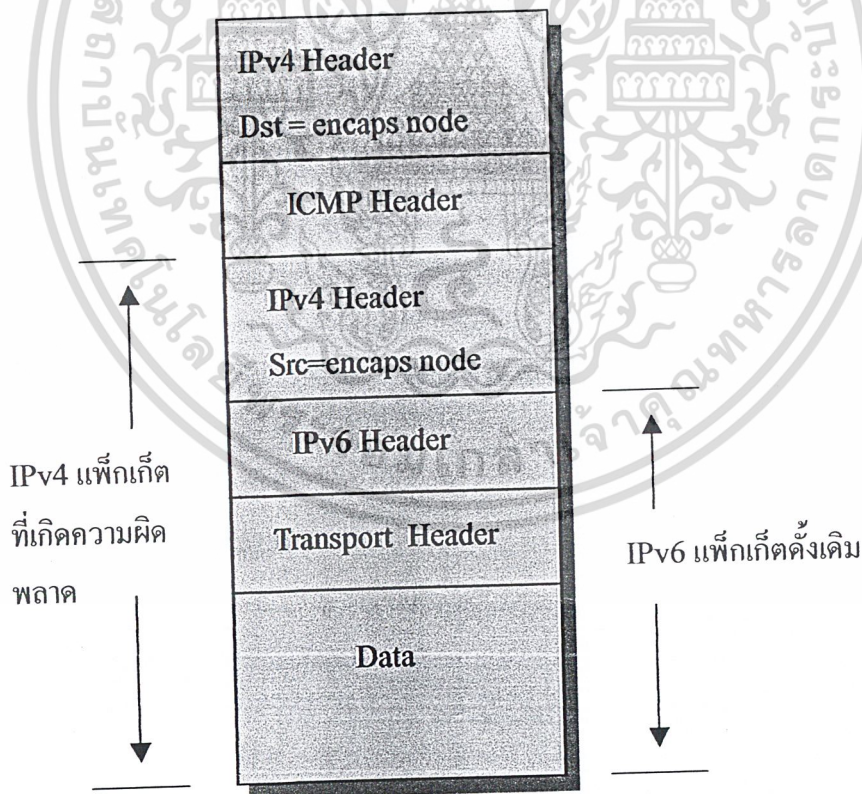 IPv4 Header
Dst = encaps node
ICMP Header
IPv4 Header
Src=encaps node
IPv6 Header
Transport Header
Data
IPv4 แพ็กเก็ต
ที่เกิดความผิด
พลาด
IPv6 แพ็กเก็ตดั้งเดิม